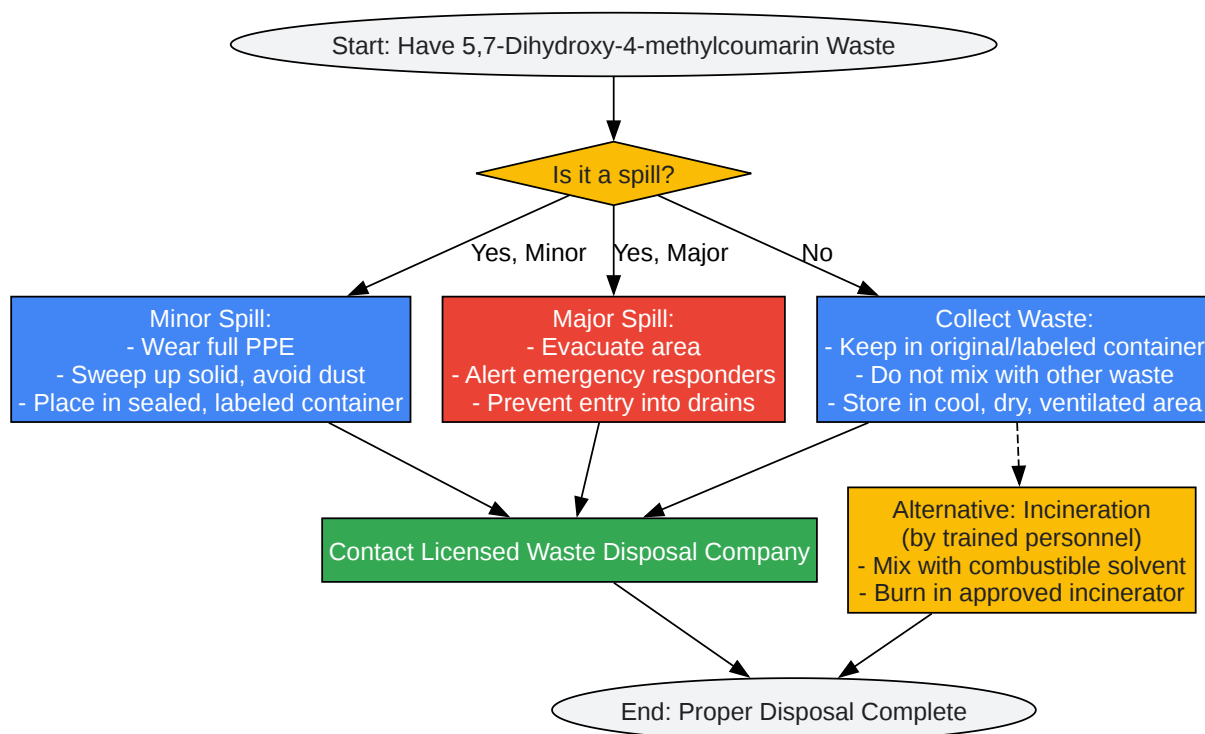 Start: Have 5,7-Dihydroxy-4-methylcoumarin Waste
Is it a spill?
Yes, Minor
Yes, Major
No
Minor Spill:
- Wear full PPE
- Sweep up solid, avoid dust
- Place in sealed, labeled container
Major Spill:
- Evacuate area
- Alert emergency responders
- Prevent entry into drains
Collect Waste:
- Keep in original/labeled container
- Do not mix with other waste
- Store in cool, dry, ventilated area
Contact Licensed Waste Disposal Company
Alternative: Incineration
(by trained personnel)
- Mix with combustible solvent
- Burn in approved incinerator
End: Proper Disposal Complete